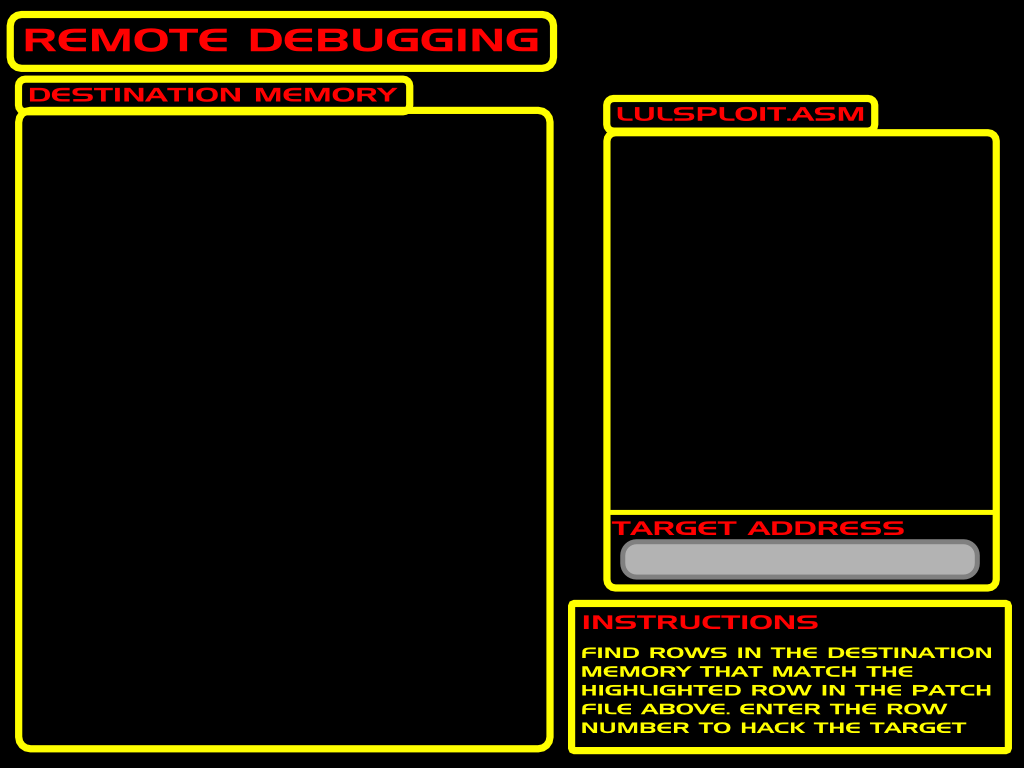 REMOTE DEBUGGING
DESTINATION MEMORY
LULSPLOIT.ASM
TARGET ADDRESS
INSTRUCTIONS
FIND ROWS IN THE DESTINATION
MEMORY THAT MATCH THE
HIGHLIGHTED ROW IN THE PATCH
FILE ABOVE. ENTER THE ROW
NUMBER TO HACK THE TARGET